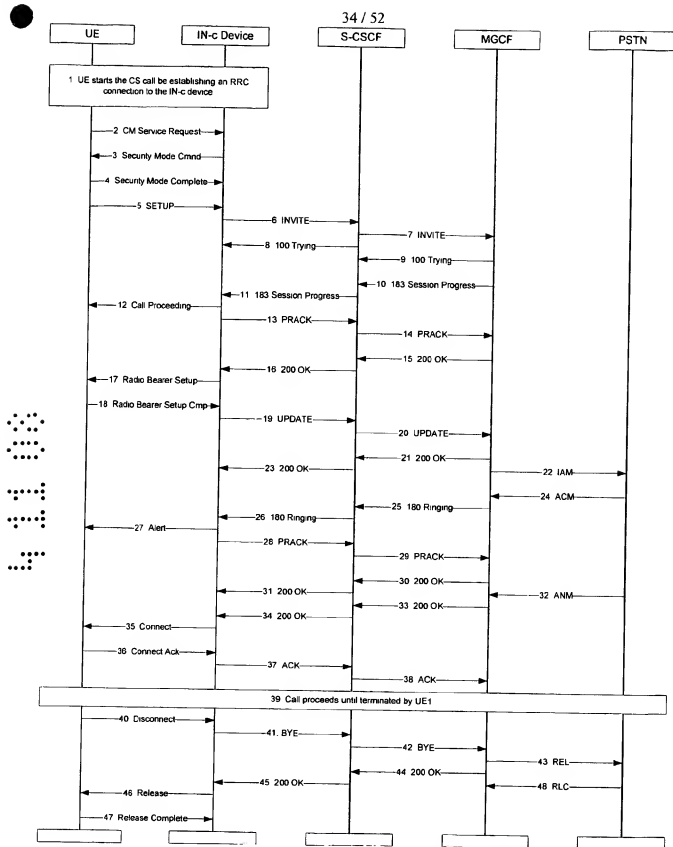 34 / 52
UE
IN-c Device
S-CSCF
MGCF
PSTN
1 UE starts the CS call be establishing an RRC
connection to the IN-c device
2 CM Service Request
3 Security Mode Cmnd
4 Security Mode Complete
5 SETUP
6 INVITE
7 INVITE
8 100 Trying
9 100 Trying
10 183 Session Progress
11 183 Session Progress
12 Call Proceeding
13 PRACK
14 PRACK
15 200 OK
16 200 OK
17 Radio Bearer Setup
18 Radio Bearer Setup Cmp
19 UPDATE
20 UPDATE
21 200 OK
22 IAM
23 200 OK
24 ACM
25 180 Ringing
26 180 Ringing
27 Alert
28 PRACK
29 PRACK
30 200 OK
31 200 OK
32 ANM
33 200 OK
34 200 OK
35 Connect
36 Connect Ack
37 ACK
38 ACK
39 Call proceeds until terminated by UE1
40 Disconnect
41. BYE
42 BYE
43 REL
44 200 OK
45 200 OK
48 RLC
46 Release
47 Release Complete